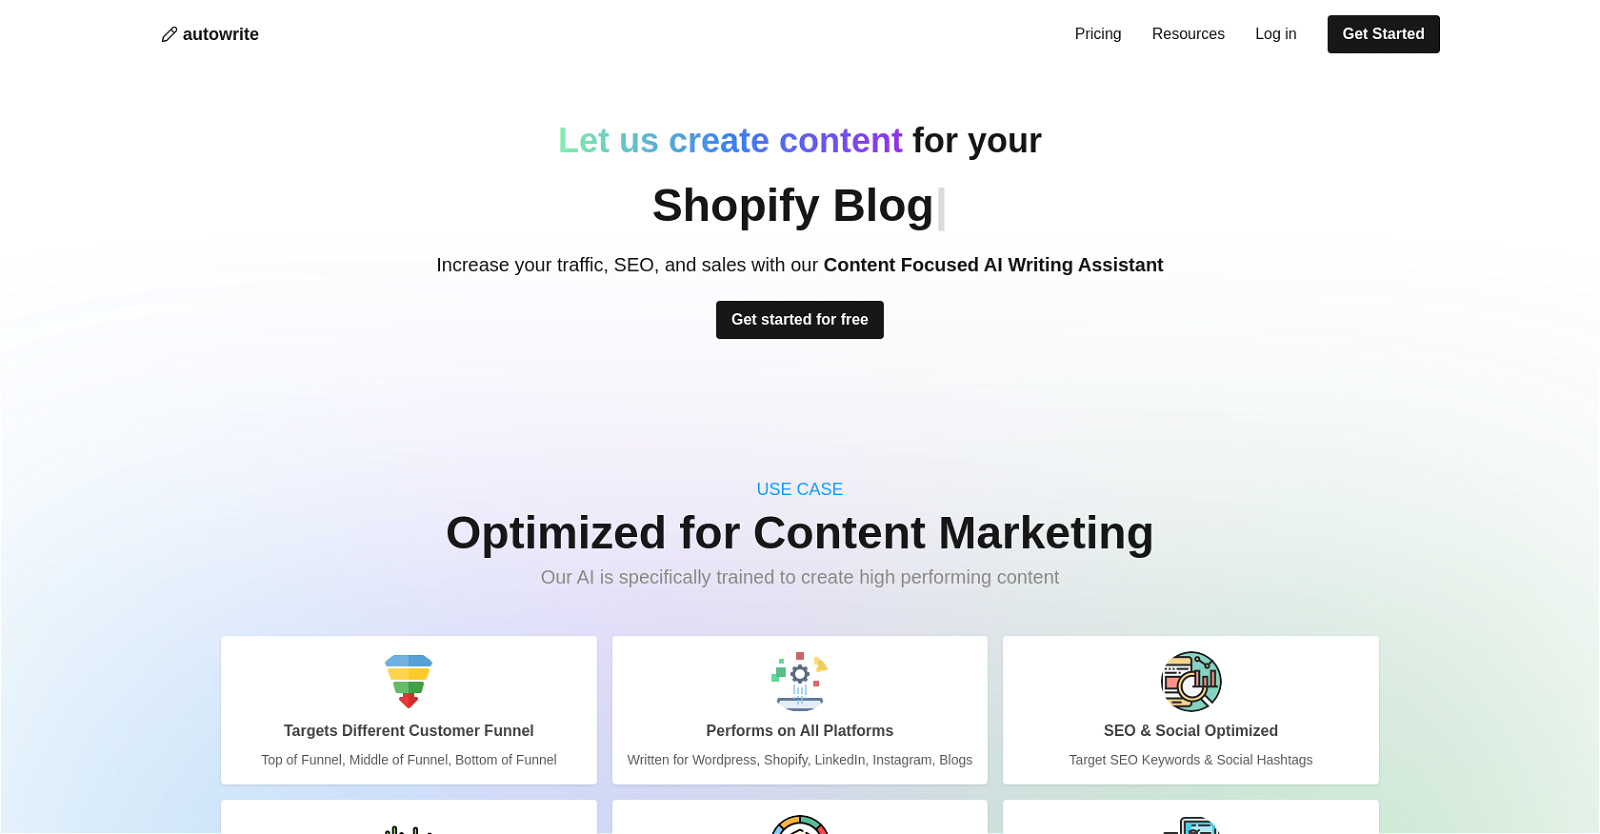 autowrite
Pricing
Resources
Log in
Get Started
Let us create content for your
Shopify Blog
Increase your traffic, SEO, and sales with our Content Focused AI Writing Assistant
Get started for free
USE CASE
Optimized for Content Marketing
Our AI is specifically trained to create high performing content
Targets Different Customer Funnel
Top of Funnel, Middle of Funnel, Bottom of Funnel
Performs on All Platforms
Written for Wordpress, Shopify, LinkedIn, Instagram, Blogs
SEO & Social Optimized
Target SEO Keywords & Social Hashtags